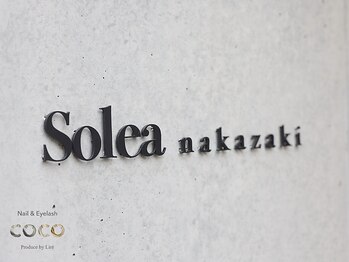 Solea nakazaki
Nail & Eyelash
COCO
Produce by Lint